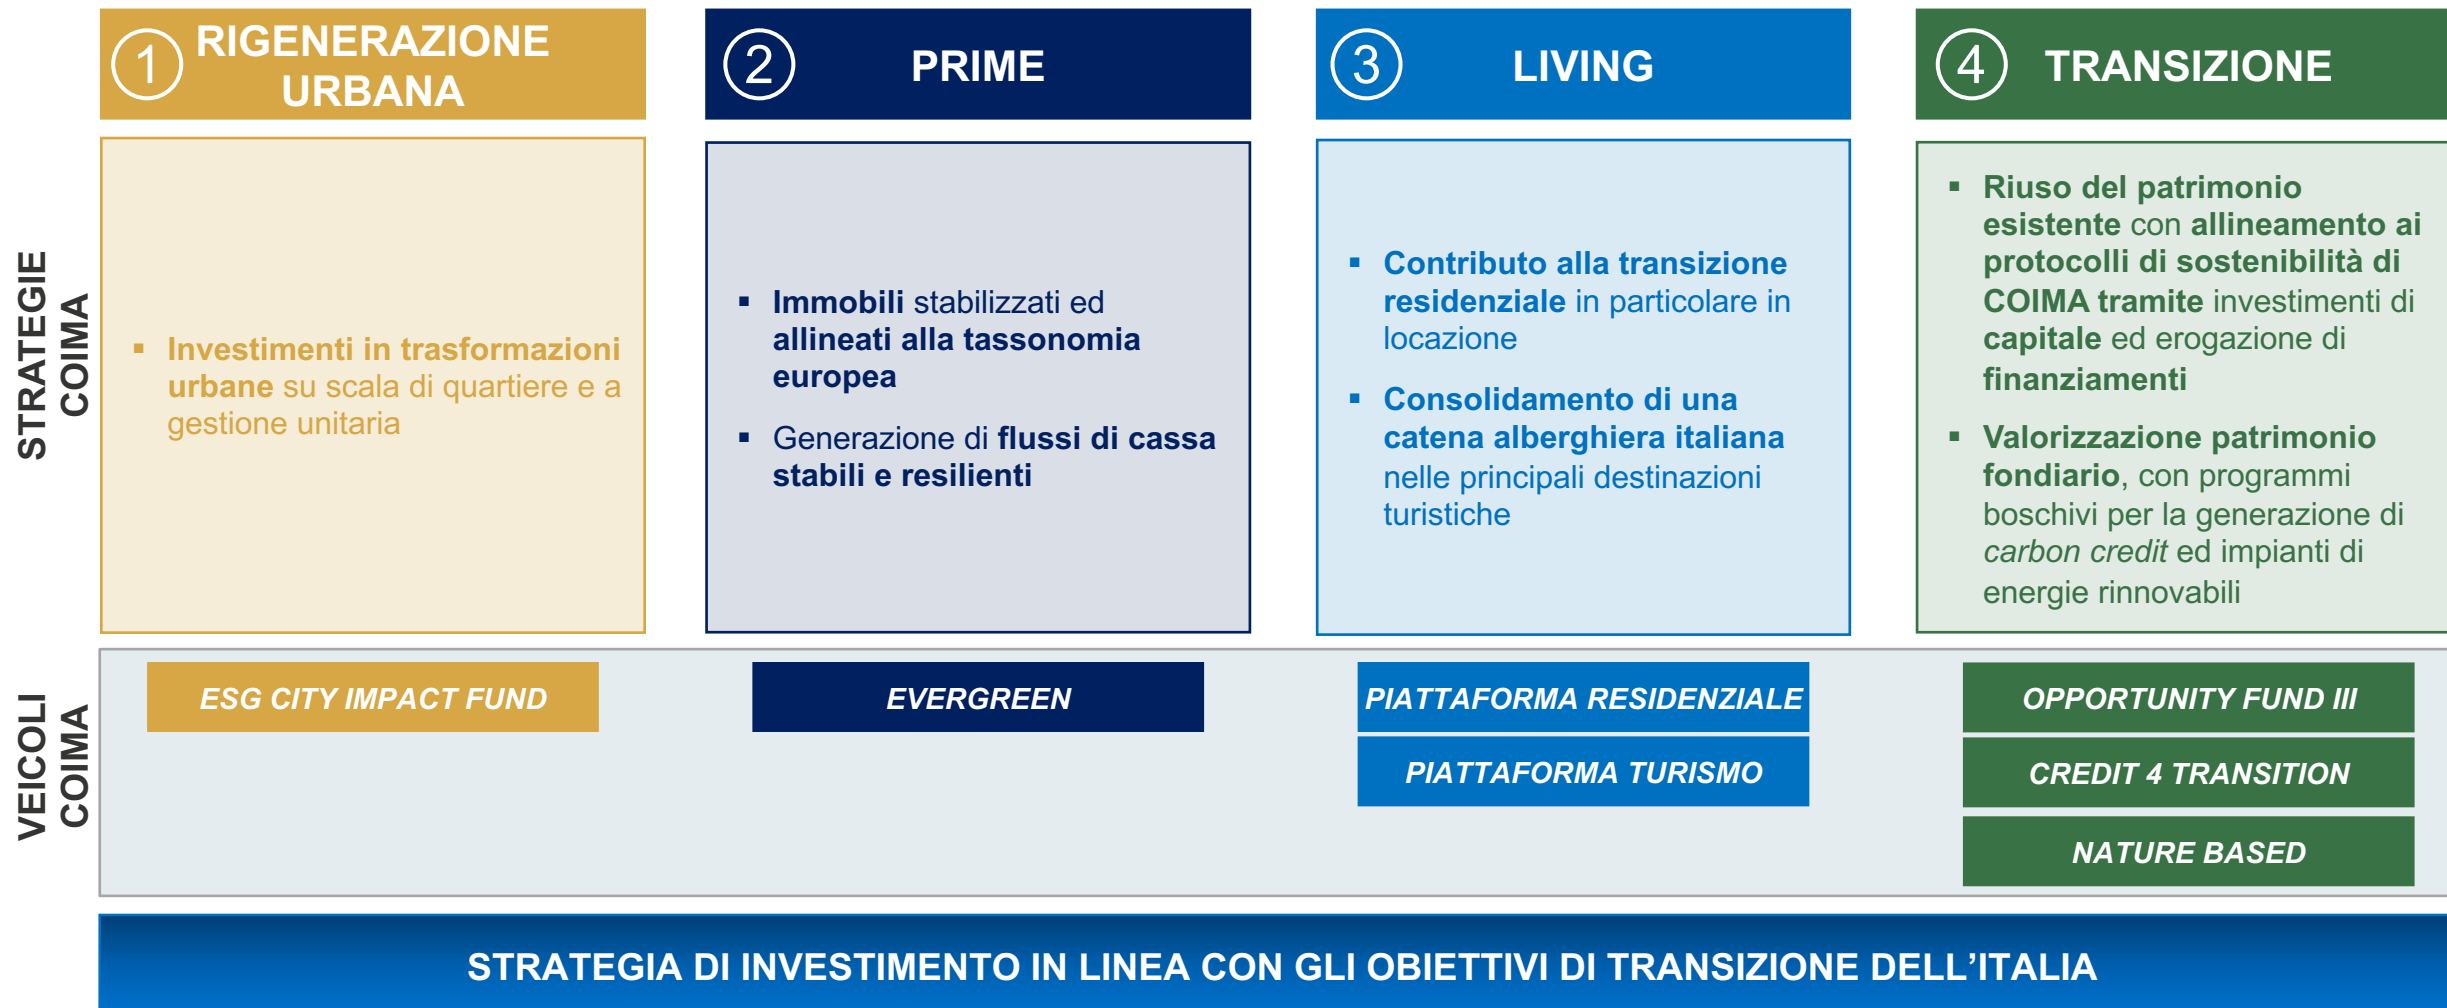 1
RIGENERAZIONE
URBANA
2
PRIME
3
LIVING
4
TRANSIZIONE
STRATEGIE
COIMA
▪ Investimenti in trasformazioni
urbane su scala di quartiere e a
gestione unitaria
▪ Immobili stabilizzati ed
allineati alla tassonomia
europea
▪ Generazione di flussi di cassa
stabili e resilienti
▪ Contributo alla transizione
residenziale in particolare in
locazione
▪ Consolidamento di una
catena alberghiera italiana
nelle principali destinazioni
turistiche
▪ Riuso del patrimonio
esistente con allineamento ai
protocolli di sostenibilità di
COIMA tramite investimenti di
capitale ed erogazione di
finanziamenti
▪ Valorizzazione patrimonio
fondiario, con programmi
boschivi per la generazione di
carbon credit ed impianti di
energie rinnovabili
VEICOLI
COIMA
ESG CITY IMPACT FUND
EVERGREEN
PIATTAFORMA RESIDENZIALE
PIATTAFORMA TURISMO
OPPORTUNITY FUND III
CREDIT 4 TRANSITION
NATURE BASED
STRATEGIA DI INVESTIMENTO IN LINEA CON GLI OBIETTIVI DI TRANSIZIONE DELL’ITALIA